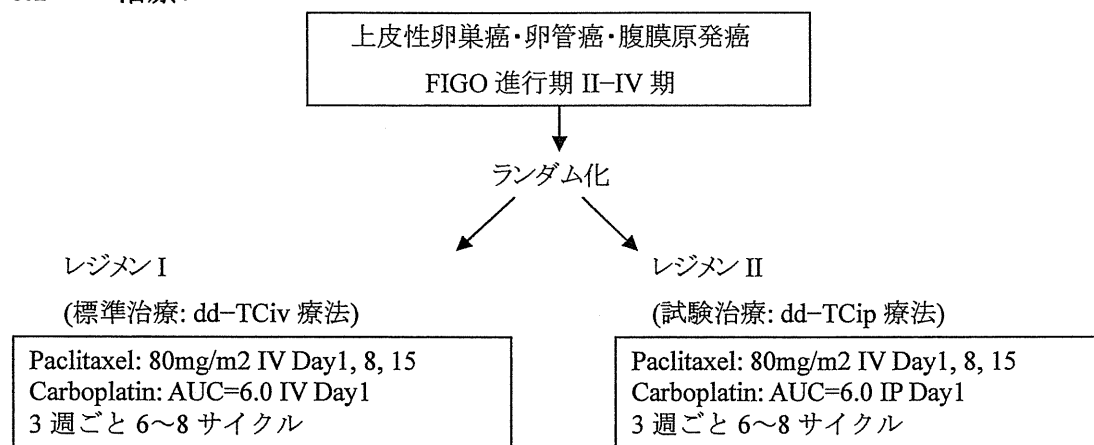 上皮性卵巣癌・卵管癌・腹膜原発癌
FIGO 進行期 II–IV 期
ランダム化
レジメン I
(標準治療: dd–TCiv 療法)
Paclitaxel: 80mg/m2 IV Day1, 8, 15
Carboplatin: AUC=6.0 IV Day1
3 週ごと 6～8 サイクル
レジメン II
(試験治療: dd–TCip 療法)
Paclitaxel: 80mg/m2 IV Day1, 8, 15
Carboplatin: AUC=6.0 IP Day1
3 週ごと 6～8 サイクル